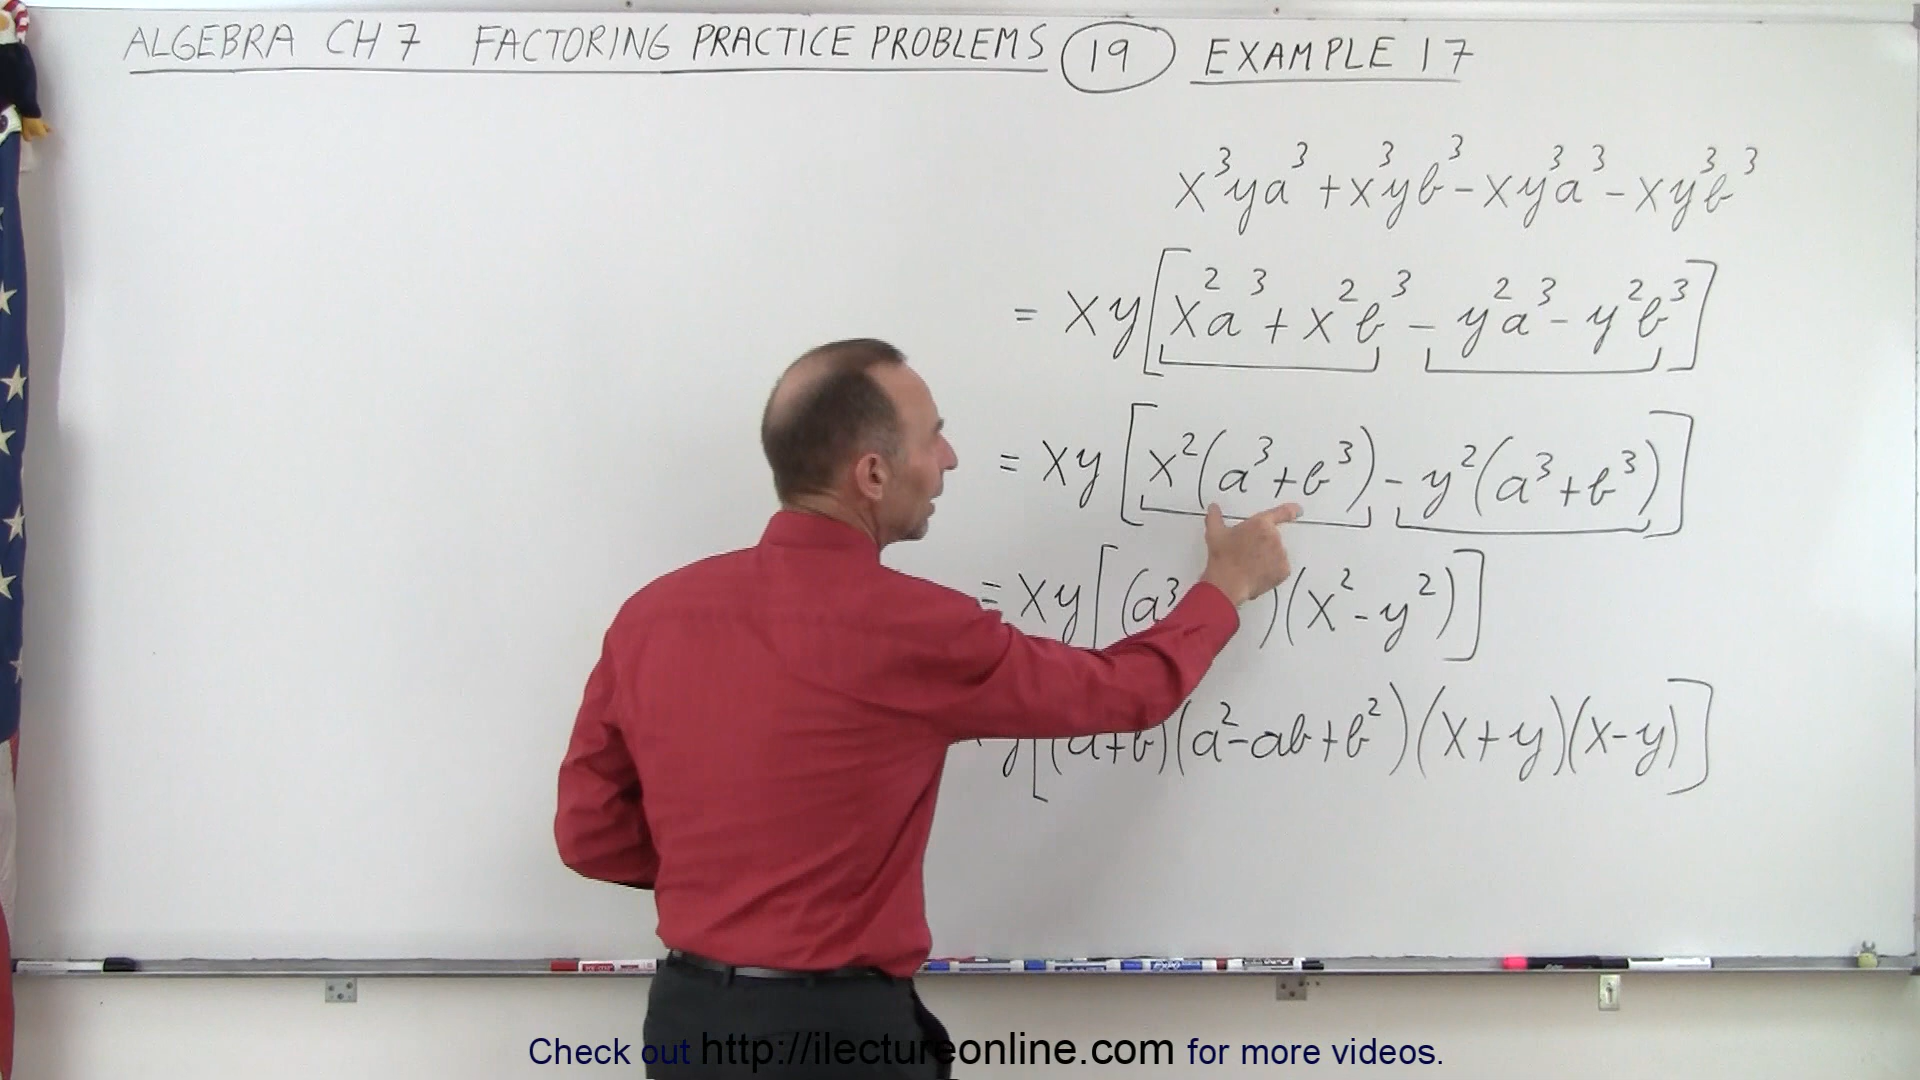 ALGEBRA CH 7 FACTORING PRACTICE PROBLEMS 19 EXAMPLE 17
x³ya³ + x³yb³ - xy³a³ - xy³b³
= xy[x²a³ + x²b³ - y²a³ - y²b³]
= xy[x²(a³+b³) - y²(a³+b³)]
= xy[(a³ )(x²-y²)]
y[(a+b)(a²-ab+b²)(x+y)(x-y)]
Check out http://ilectureonline.com for more videos.